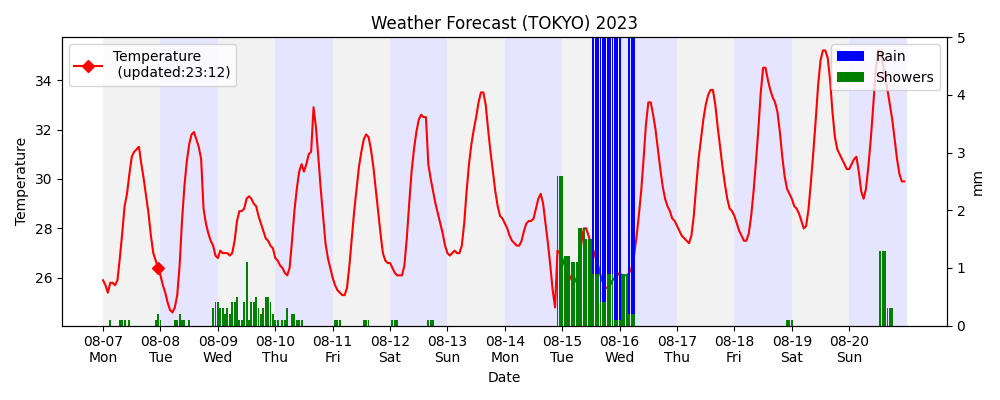 Weather Forecast (TOKYO) 2023
Temperature
(updated:23:12)
Rain
Showers
Temperature
34
32
30
28
26
5
4
3
2
1
0
mm
08-07 08-08 08-09 08-10 08-11 08-12 08-13 08-14 08-15 08-16 08-17 08-18 08-19 08-20
Mon Tue Wed Thu Fri Sat Sun Mon Tue Wed Thu Fri Sat Sun
Date